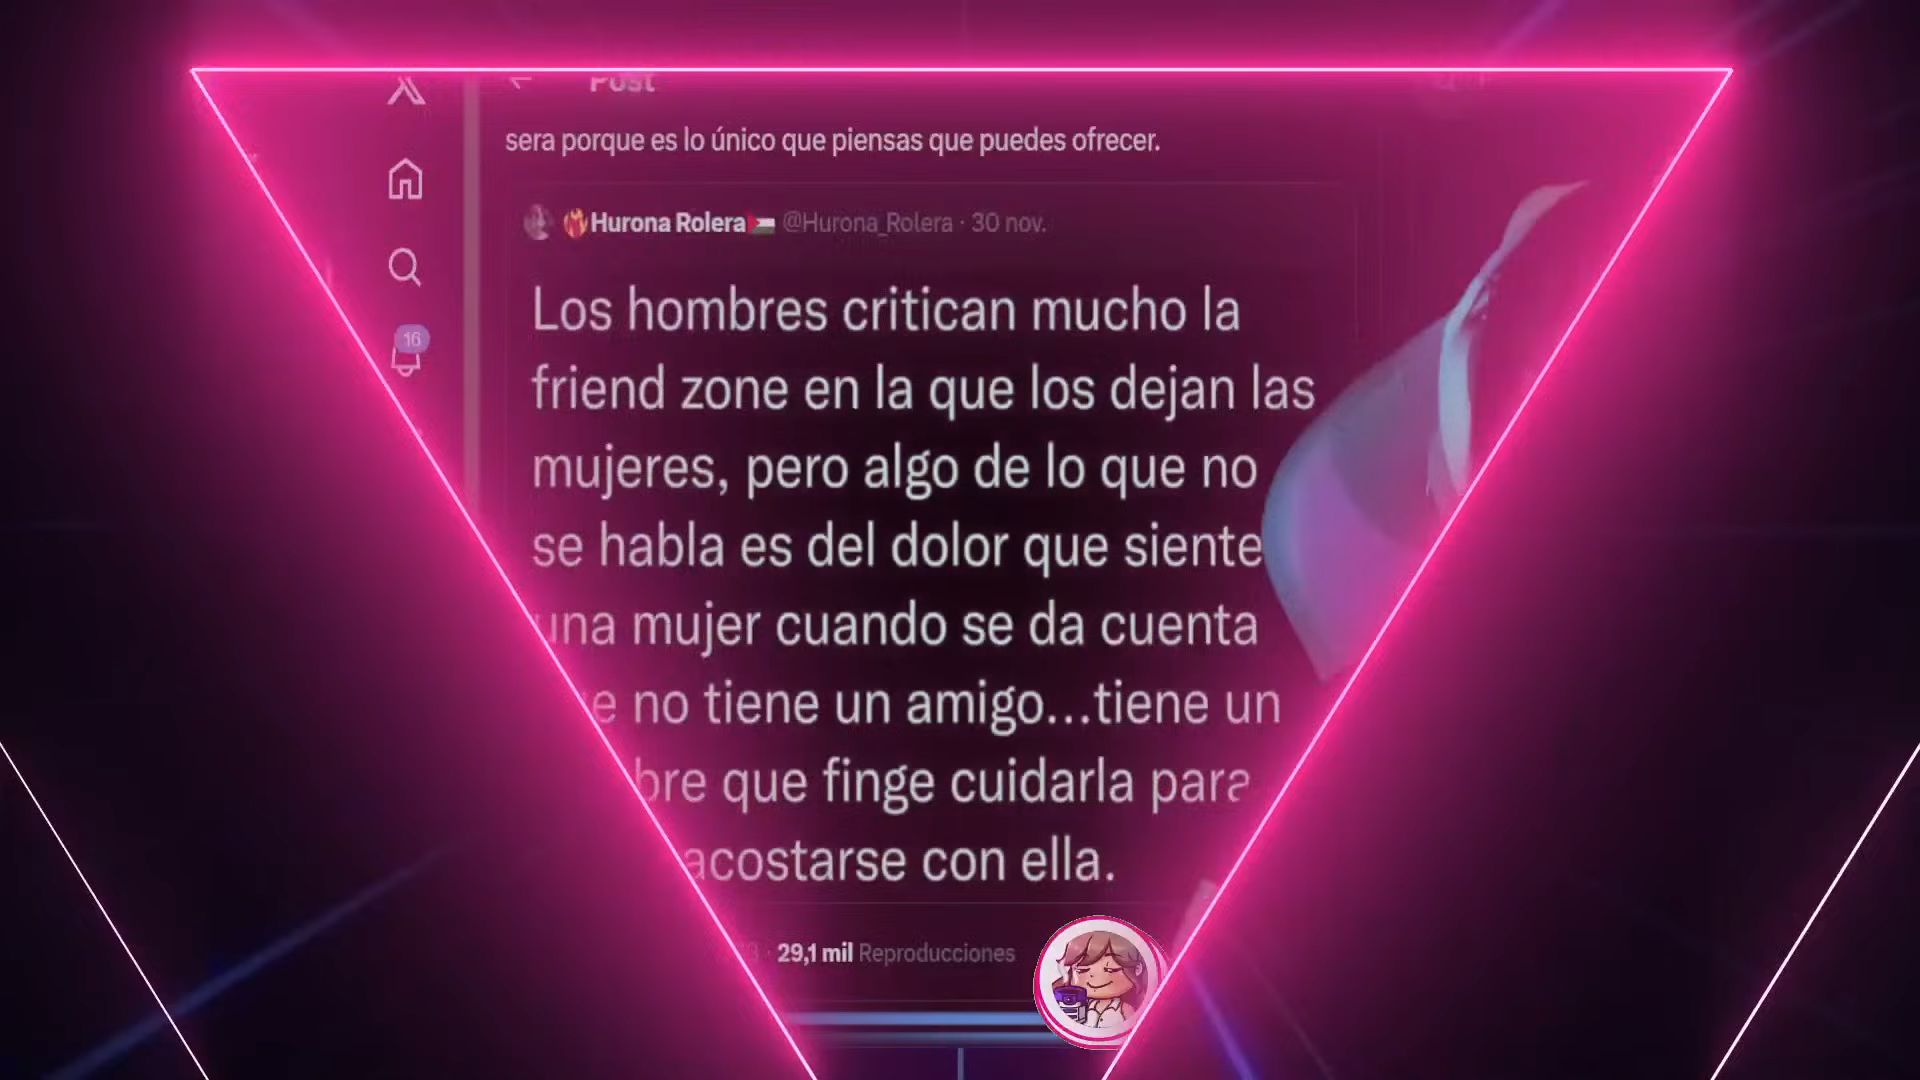 Post
sera porque es lo único que piensas que puedes ofrecer.
Hurona Rolera @Hurona_Rolera · 30 nov.
Los hombres critican mucho la
friend zone en la que los dejan las
mujeres, pero algo de lo que no
se habla es del dolor que siente
una mujer cuando se da cuenta
no tiene un amigo...tiene un
que finge cuidarla para
acostarse con ella.
29,1 mil Reproducciones
16